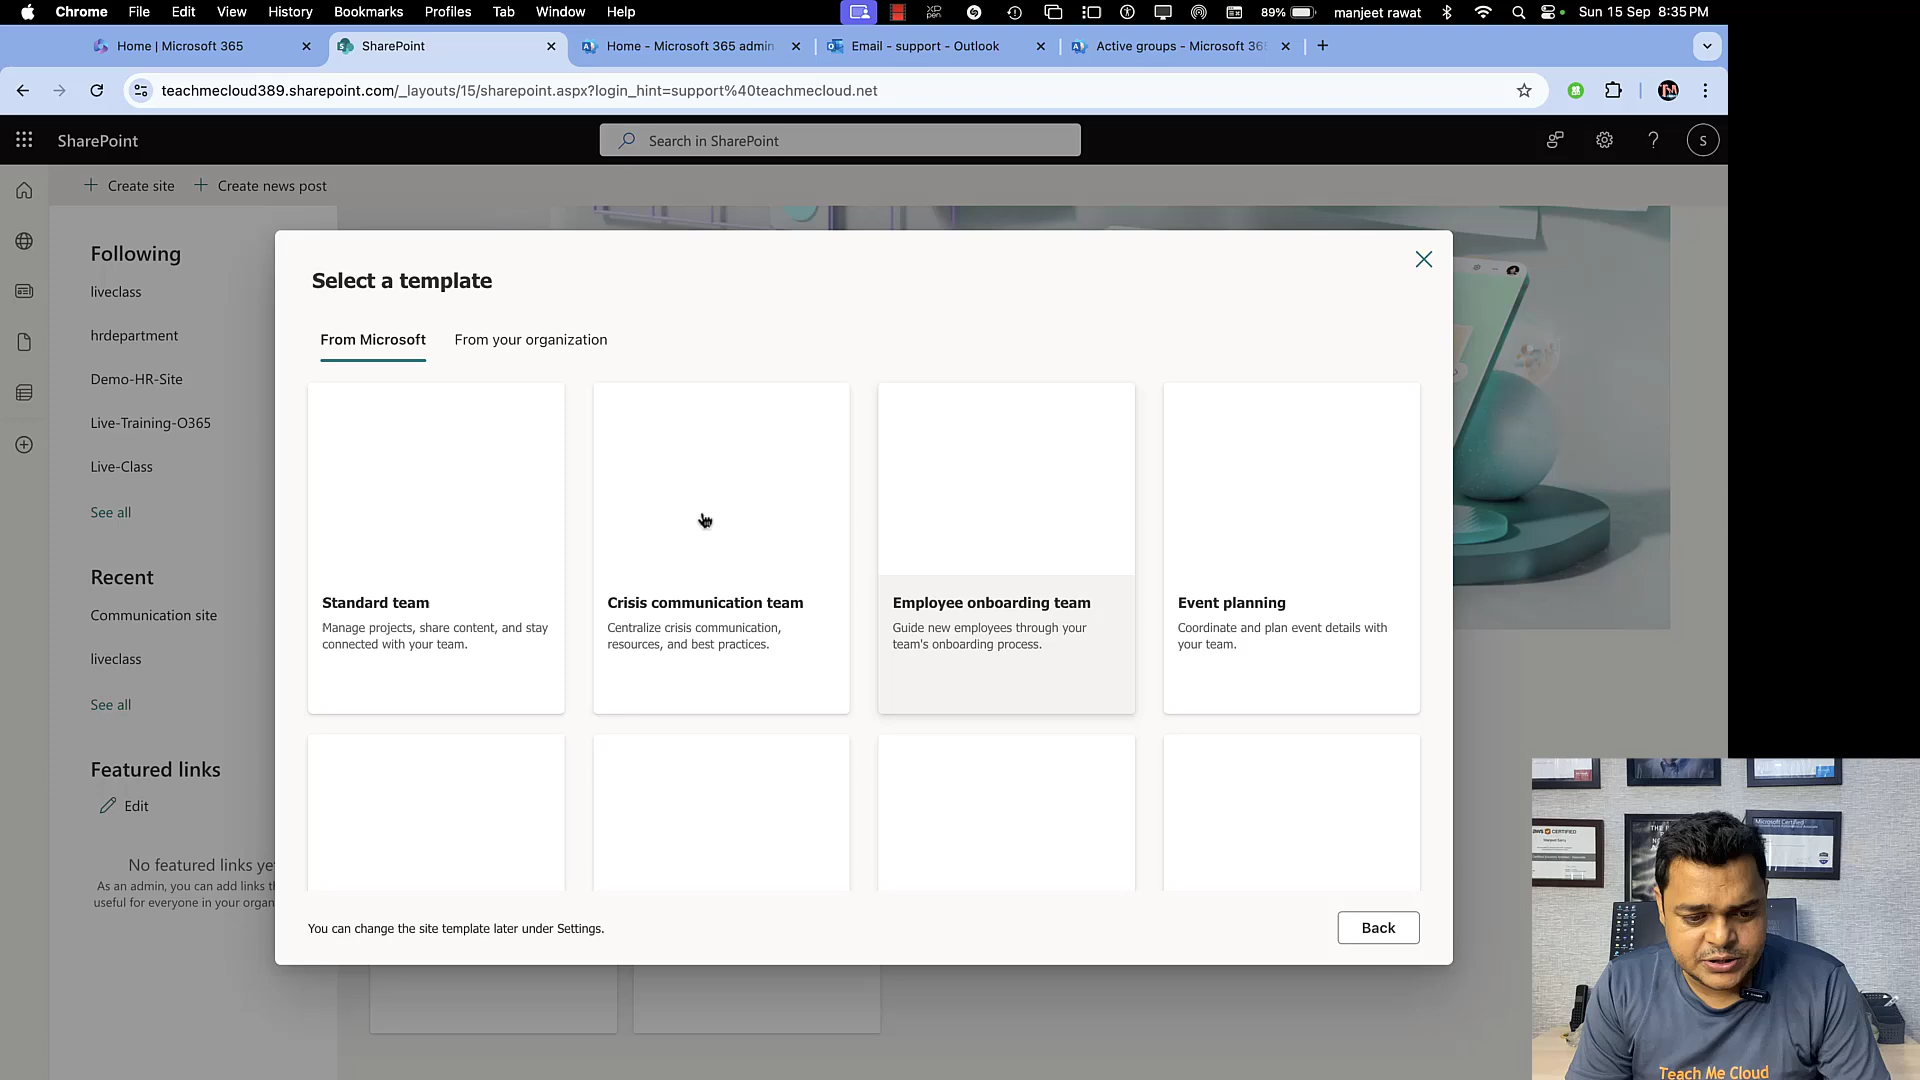 Chrome File Edit View History Bookmarks Profiles Tab Window Help
XP pen 89% manjeet rawat Sun 15 Sep 8:35 PM
Home | Microsoft 365
SharePoint
Home - Microsoft 365 admin
Email - support - Outlook
Active groups - Microsoft 36
teachmecloud389.sharepoint.com/_layouts/15/sharepoint.aspx?login_hint=support%40teachmecloud.net
SharePoint
Search in SharePoint
S
Create site
Create news post
Following
liveclass
hrdepartment
Demo-HR-Site
Live-Training-O365
Live-Class
See all
Recent
Communication site
liveclass
See all
Featured links
Edit
No featured links ye
As an admin, you can add links
useful for everyone in your organ
Select a template
From Microsoft
From your organization
Standard team
Manage projects, share content, and stay
connected with your team.
Crisis communication team
Centralize crisis communication,
resources, and best practices.
Employee onboarding team
Guide new employees through your
team's onboarding process.
Event planning
Coordinate and plan event details with
your team.
You can change the site template later under Settings.
Back
CERTIFIED
Microsoft Certified
Teach Me Cloud